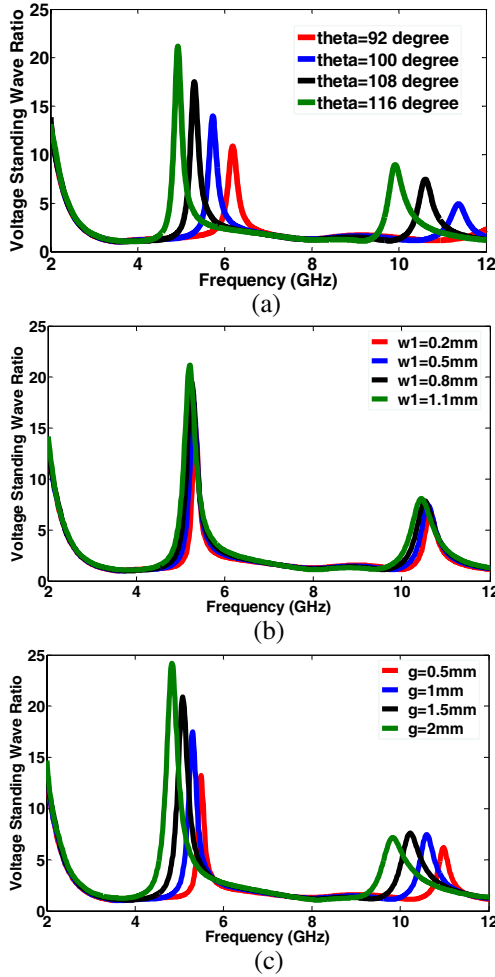 25
20
15
10
5
0
2
4
6
8
10
12
Voltage Standing Wave Ratio
Frequency (GHz)
theta=92 degree
theta=100 degree
theta=108 degree
theta=116 degree
(a)
25
20
15
10
5
0
2
4
6
8
10
12
Voltage Standing Wave Ratio
Frequency (GHz)
w1=0.2mm
w1=0.5mm
w1=0.8mm
w1=1.1mm
(b)
25
20
15
10
5
0
2
4
6
8
10
12
Voltage Standing Wave Ratio
Frequency (GHz)
g=0.5mm
g=1mm
g=1.5mm
g=2mm
(c)